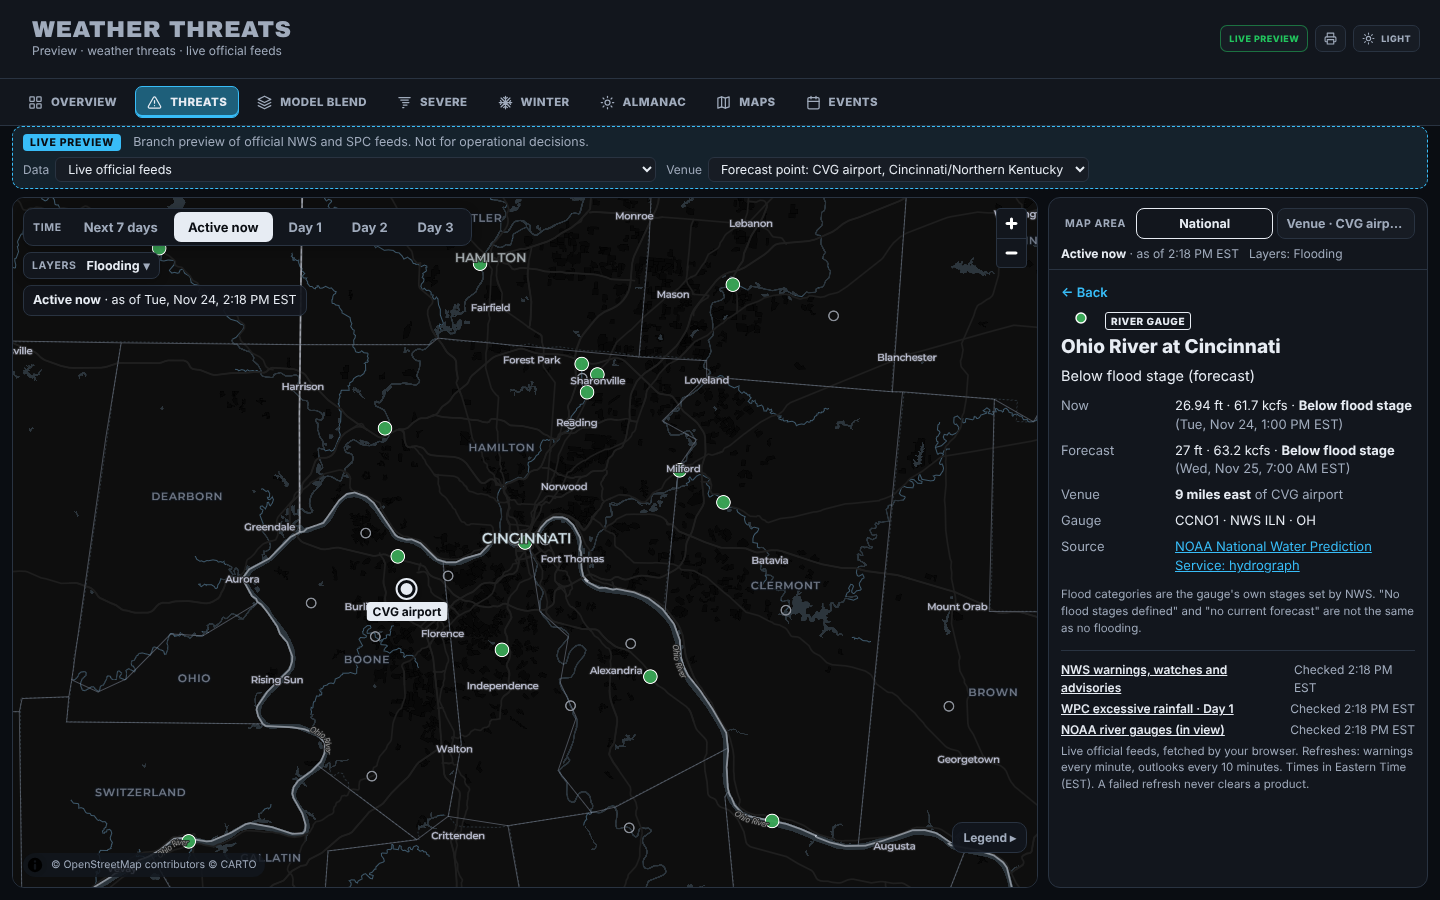 WEATHER THREATS
Preview · weather threats · live official feeds
LIVE PREVIEW
LIGHT
OVERVIEW
THREATS
MODEL BLEND
SEVERE
WINTER
ALMANAC
MAPS
EVENTS
LIVE PREVIEW Branch preview of official NWS and SPC feeds. Not for operational decisions.
Data Live official feeds Venue Forecast point: CVG airport, Cincinnati/Northern Kentucky
TIME Next 7 days Active now Day 1 Day 2 Day 3
LAYERS Flooding ▾
Active now · as of Tue, Nov 24, 2:18 PM EST
+
−
TLER
Monroe
Lebanon
HAMILTON
Mason
Fairfield
ville
Forest Park
Sharonville
Blanchester
Harrison
Loveland
Reading
HAMILTON
Milford
Norwood
DEARBORN
Greendale
CINCINNATI
Fort Thomas
Batavia
Aurora
CLERMONT
Burli
CVG airport
Mount Orab
Florence
BOONE
Ohio River
Alexandria
OHIO
Rising Sun
Independence
BROWN
Ohio River
Walton
Georgetown
SWITZERLAND
Ohio River
Crittenden
Augusta
LATIN
Legend ▸
© OpenStreetMap contributors © CARTO
MAP AREA National Venue · CVG airp...
Active now · as of 2:18 PM EST Layers: Flooding
← Back
RIVER GAUGE
Ohio River at Cincinnati
Below flood stage (forecast)
Now 26.94 ft · 61.7 kcfs · Below flood stage
(Tue, Nov 24, 1:00 PM EST)
Forecast 27 ft · 63.2 kcfs · Below flood stage
(Wed, Nov 25, 7:00 AM EST)
Venue 9 miles east of CVG airport
Gauge CCNO1 · NWS ILN · OH
Source NOAA National Water Prediction
Service: hydrograph
Flood categories are the gauge's own stages set by NWS. "No
flood stages defined" and "no current forecast" are not the same
as no flooding.
NWS warnings, watches and Checked 2:18 PM
advisories EST
WPC excessive rainfall · Day 1 Checked 2:18 PM EST
NOAA river gauges (in view) Checked 2:18 PM EST
Live official feeds, fetched by your browser. Refreshes: warnings
every minute, outlooks every 10 minutes. Times in Eastern Time
(EST). A failed refresh never clears a product.